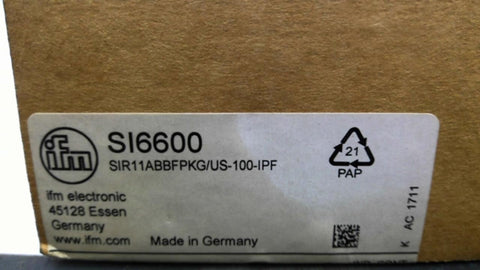 ifm
SI6600
SIR11ABBFPKG/US-100-IPF
ifm electronic
45128 Essen
Germany
www.ifm.com
Made in Germany
21
PAP
K AC 1711